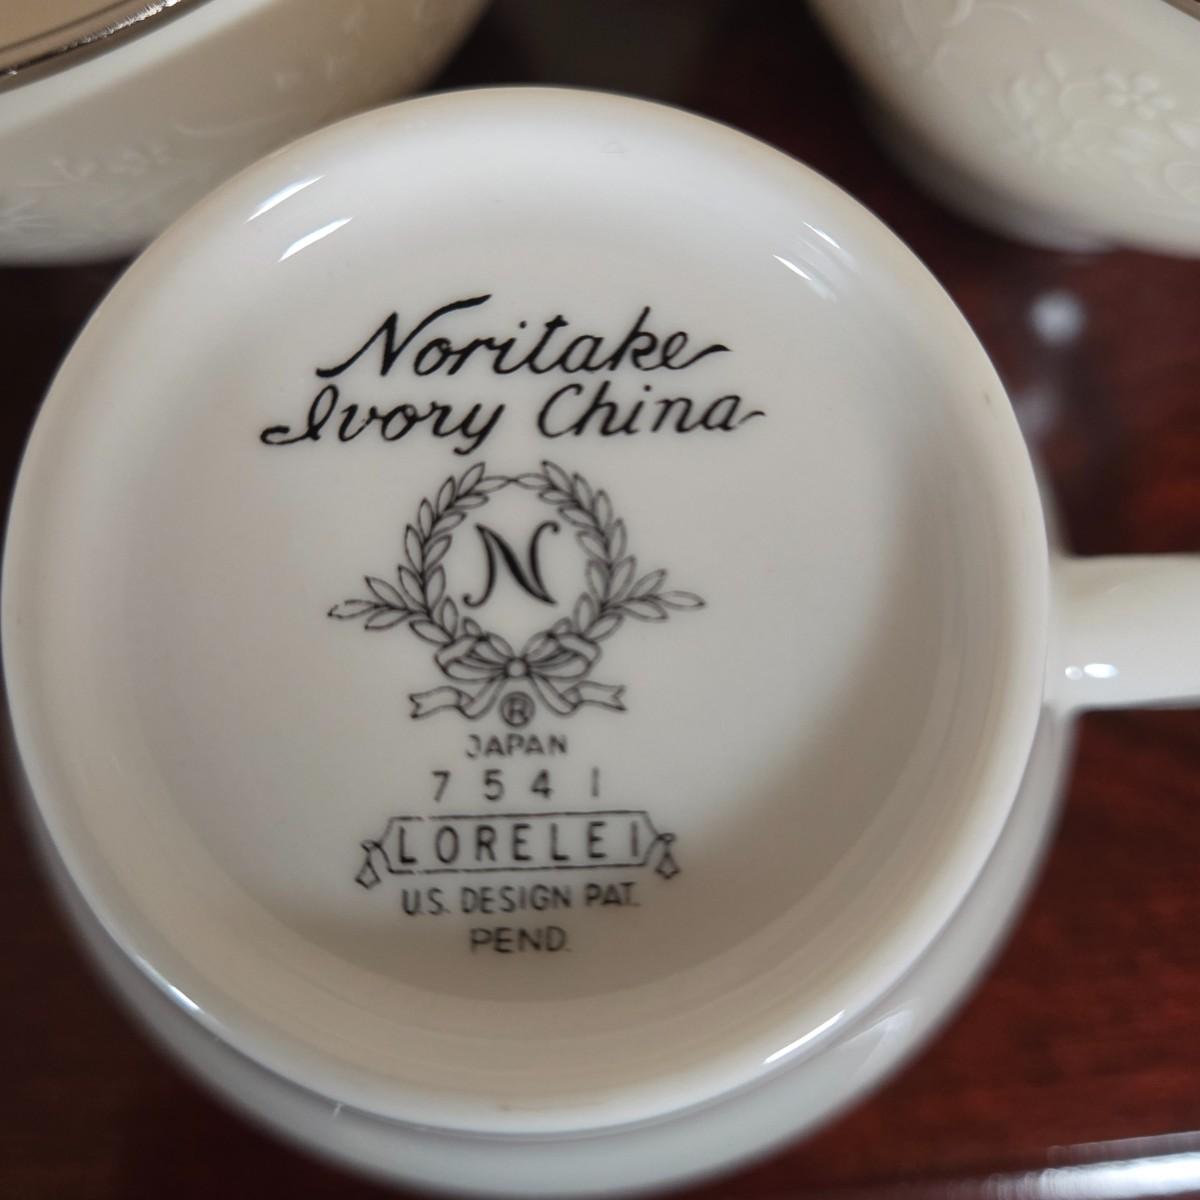 Noritake
Ivory China
N
®
JAPAN
7541
LORELEI
U.S. DESIGN PAT.
PEND.